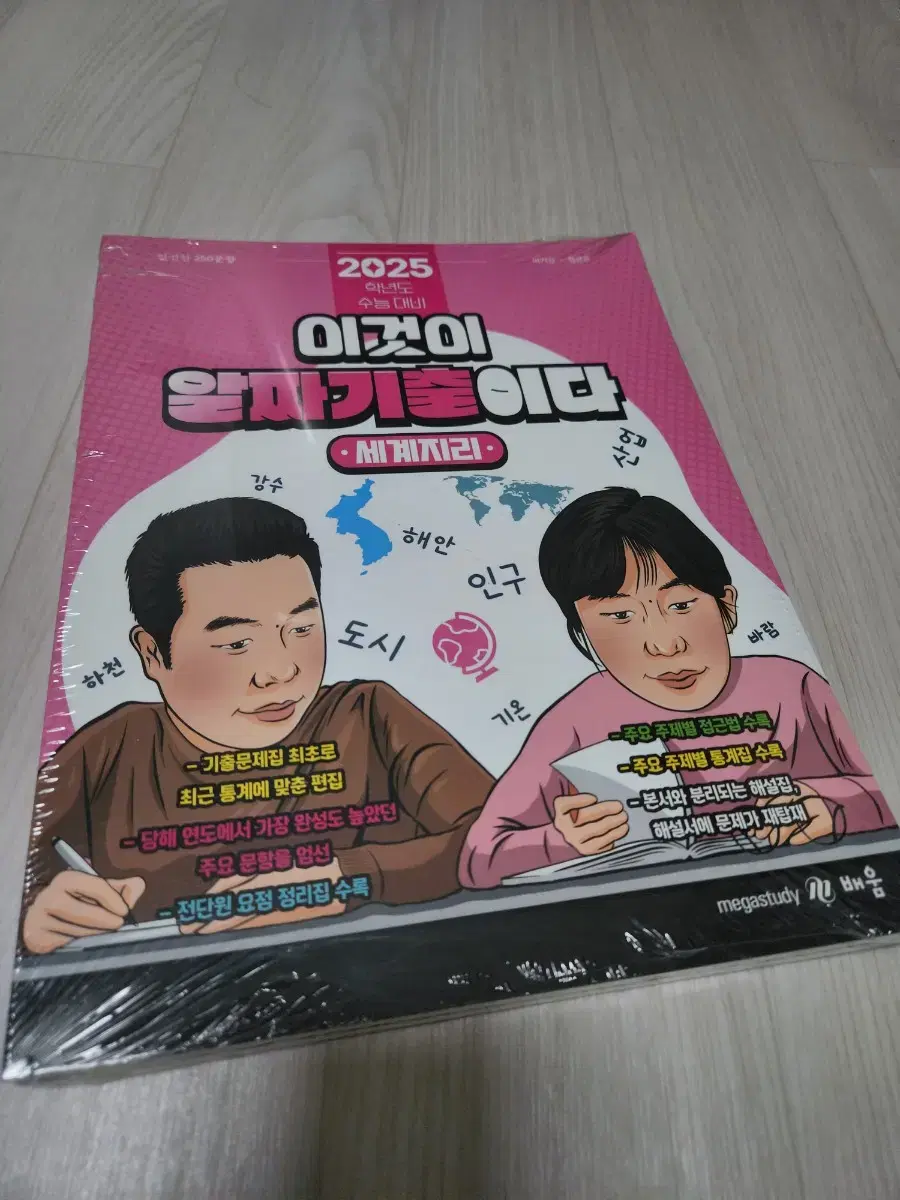 2025
학년도
수능 대비
이것이
알짜기출이다
·세계지리·
산업
강수
해안
인구
도시
바람
하천
기온
- 기출문제집 최초로
최근 통계에 맞춘 편집
- 당해 연도에서 가장 완성도 높았던
주요 문항을 엄선
- 전단원 요점 정리집 수록
- 주요 주제별 접근법 수록
- 주요 주제별 통계집 수록
- 본서와 분리되는 해설집,
해설서에 문제가 재탑재
megastudy 배움